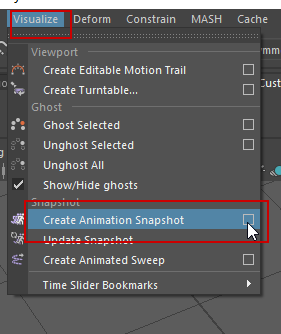 Visualize Deform Constrain MASH Cache
Viewport
Create Editable Motion Trail
Create Turntable...
Ghost
Ghost Selected
Unghost Selected
Unghost All
Show/Hide ghosts
Snapshot
Create Animation Snapshot
Update Snapshot
Create Animated Sweep
Time Slider Bookmarks